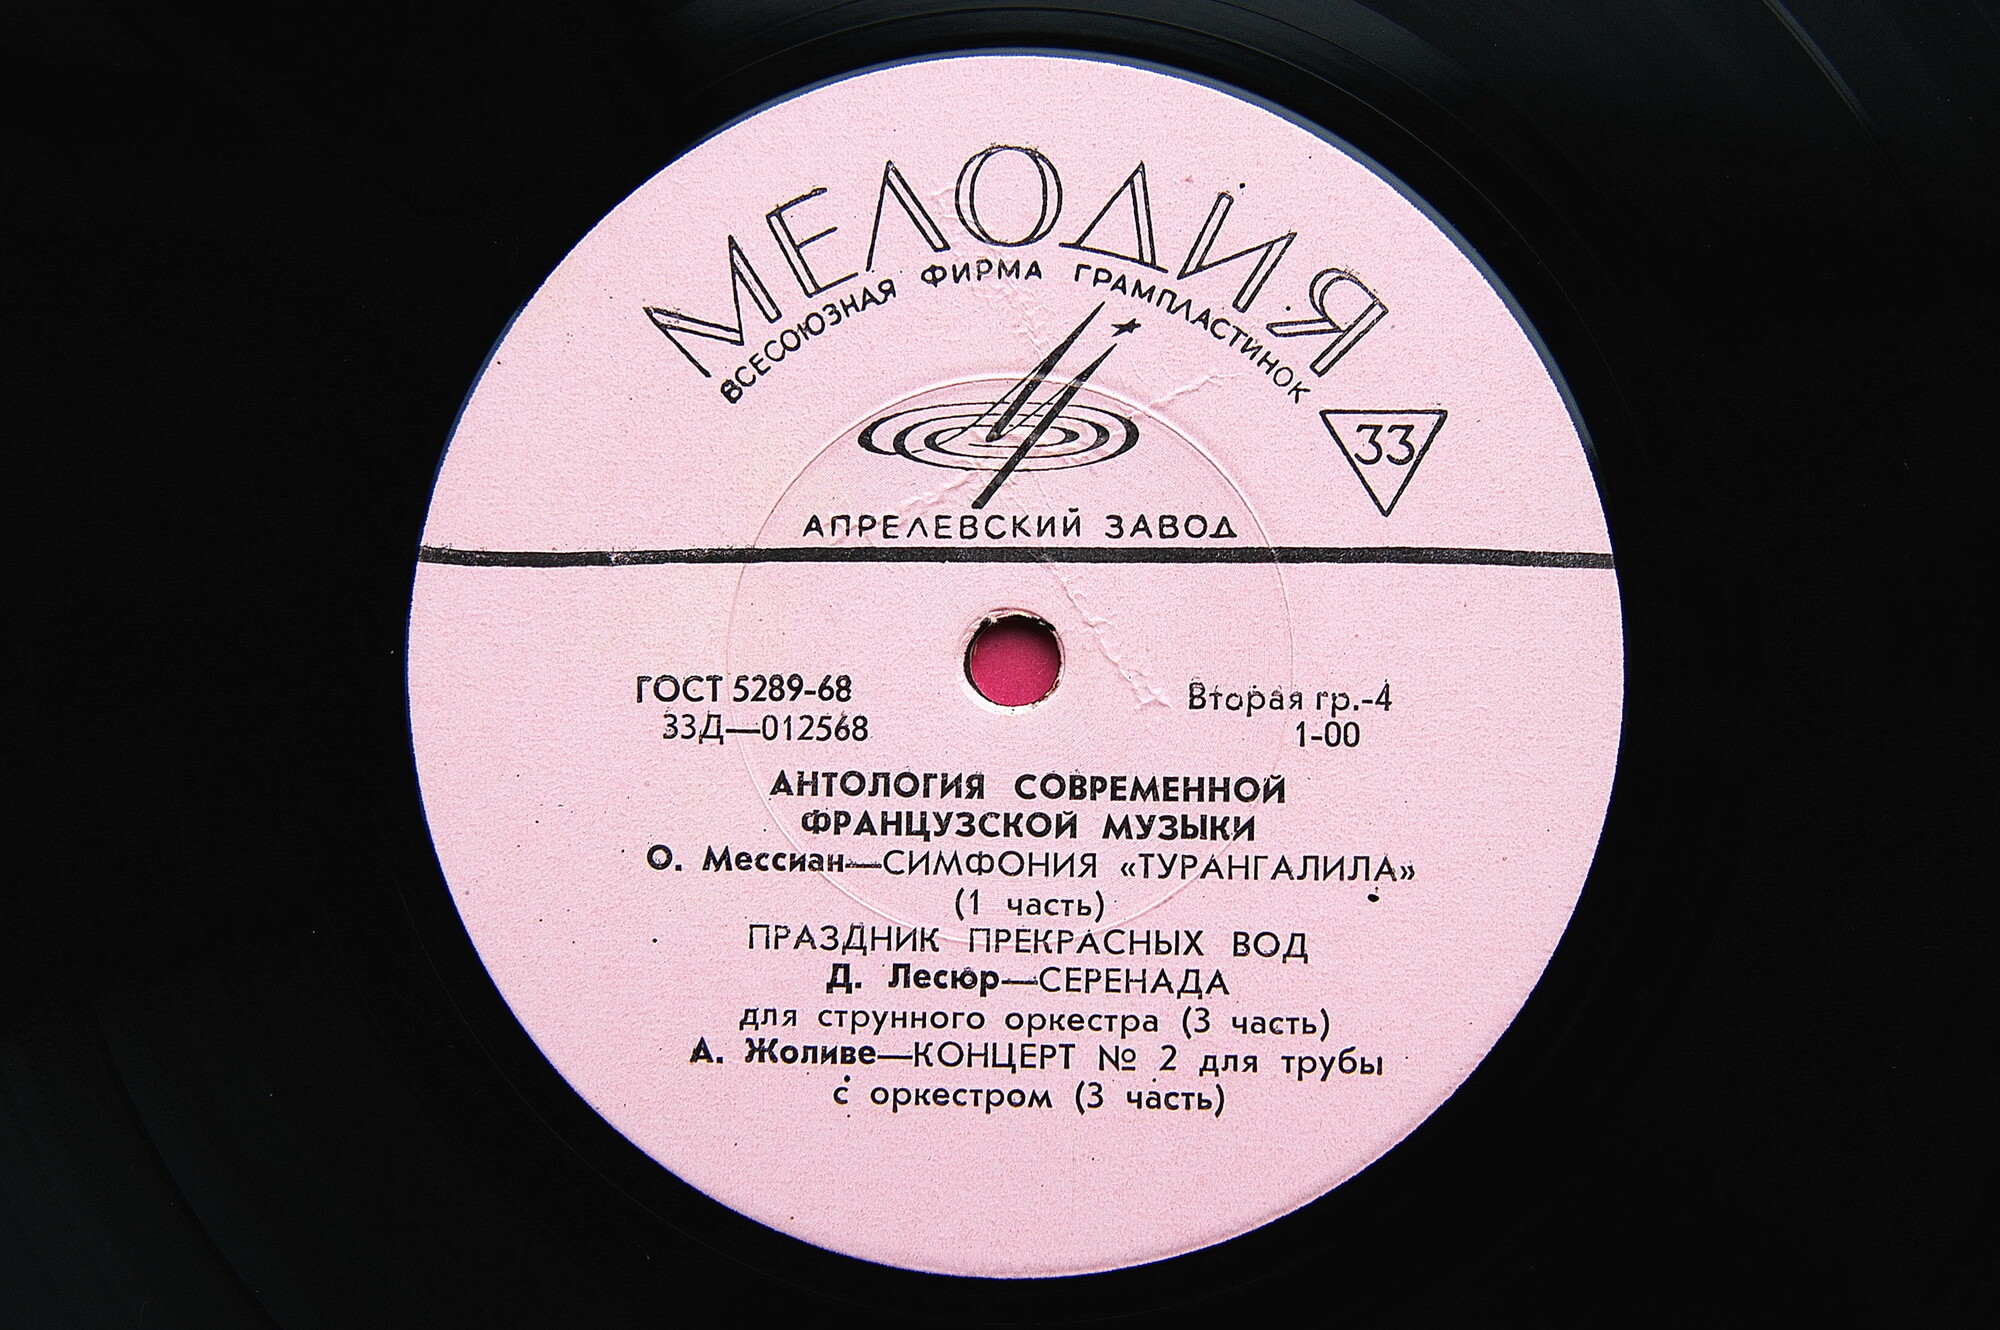 МЕЛОДИЯ
ВСЕСОЮЗНАЯ ФИРМА ГРАМПЛАСТИНОК
33
АПРЕЛЕВСКИЙ ЗАВОД
ГОСТ 5289-68
33Д—012568
Вторая гр.-4
1-00
АНТОЛОГИЯ СОВРЕМЕННОЙ
ФРАНЦУЗСКОЙ МУЗЫКИ
О. Мессиан—СИМФОНИЯ «ТУРАНГАЛИЛА»
(1 часть)
ПРАЗДНИК ПРЕКРАСНЫХ ВОД
Д. Лесюр—СЕРЕНАДА
для струнного оркестра (3 часть)
А. Жоливе—КОНЦЕРТ № 2 для трубы
с оркестром (3 часть)